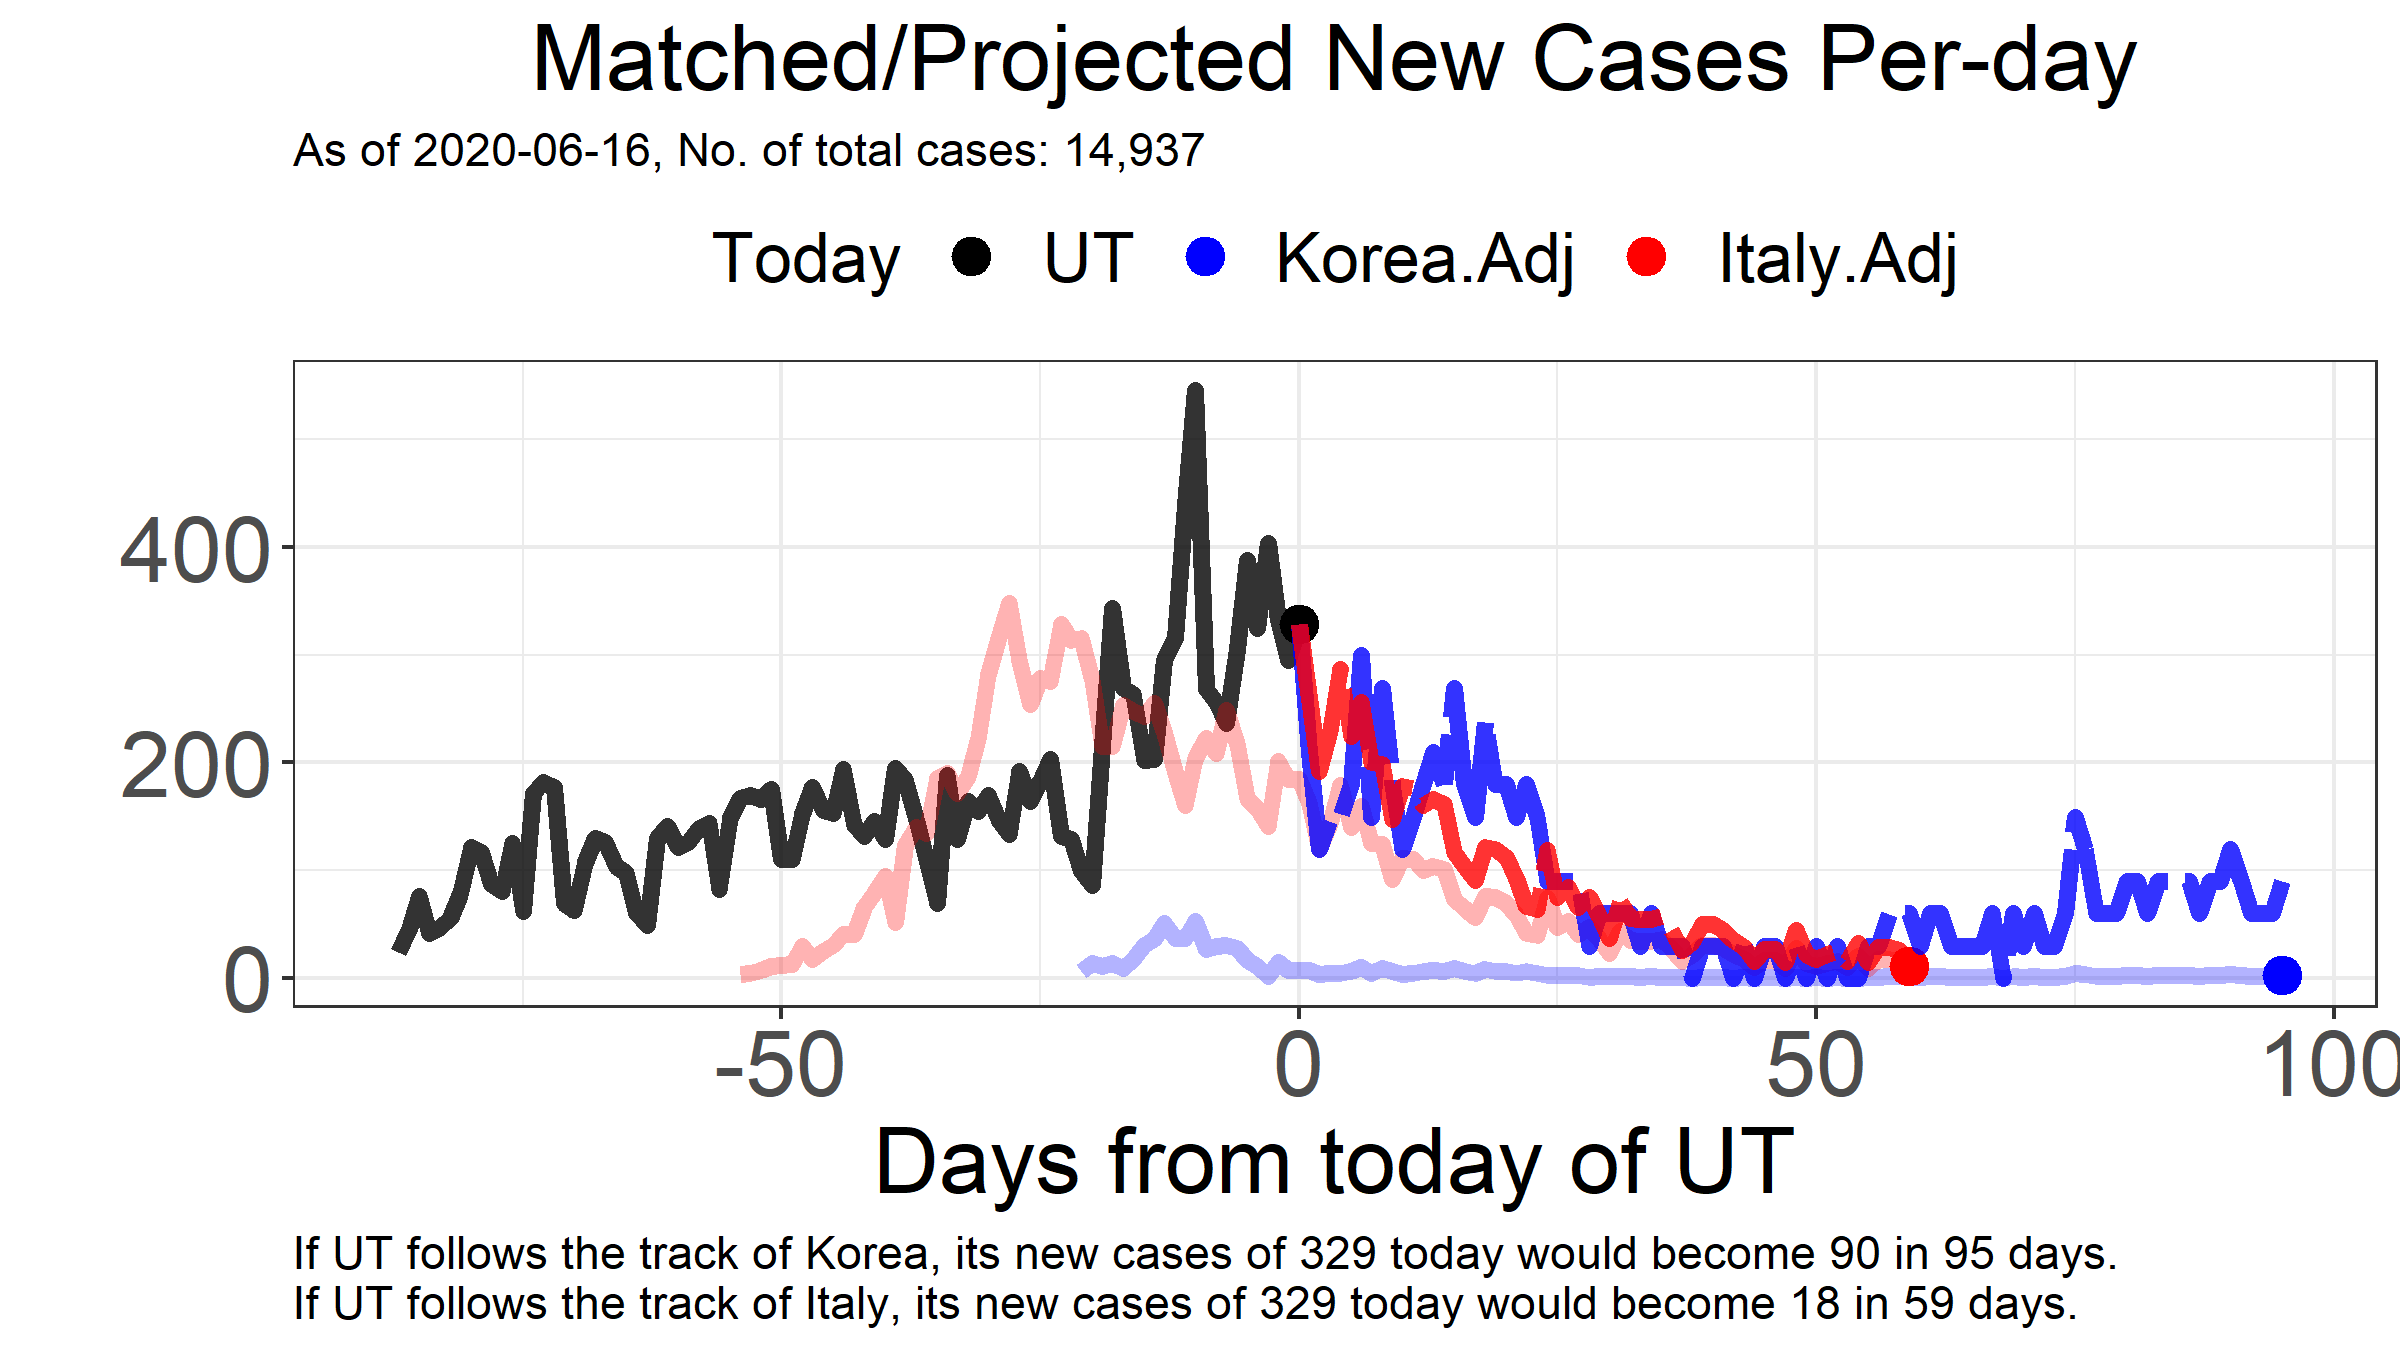 Matched/Projected New Cases Per-day
As of 2020-06-16, No. of total cases: 14,937
Today UT Korea.Adj Italy.Adj
400
200
0
-50 0 50 100
Days from today of UT
If UT follows the track of Korea, its new cases of 329 today would become 90 in 95 days.
If UT follows the track of Italy, its new cases of 329 today would become 18 in 59 days.